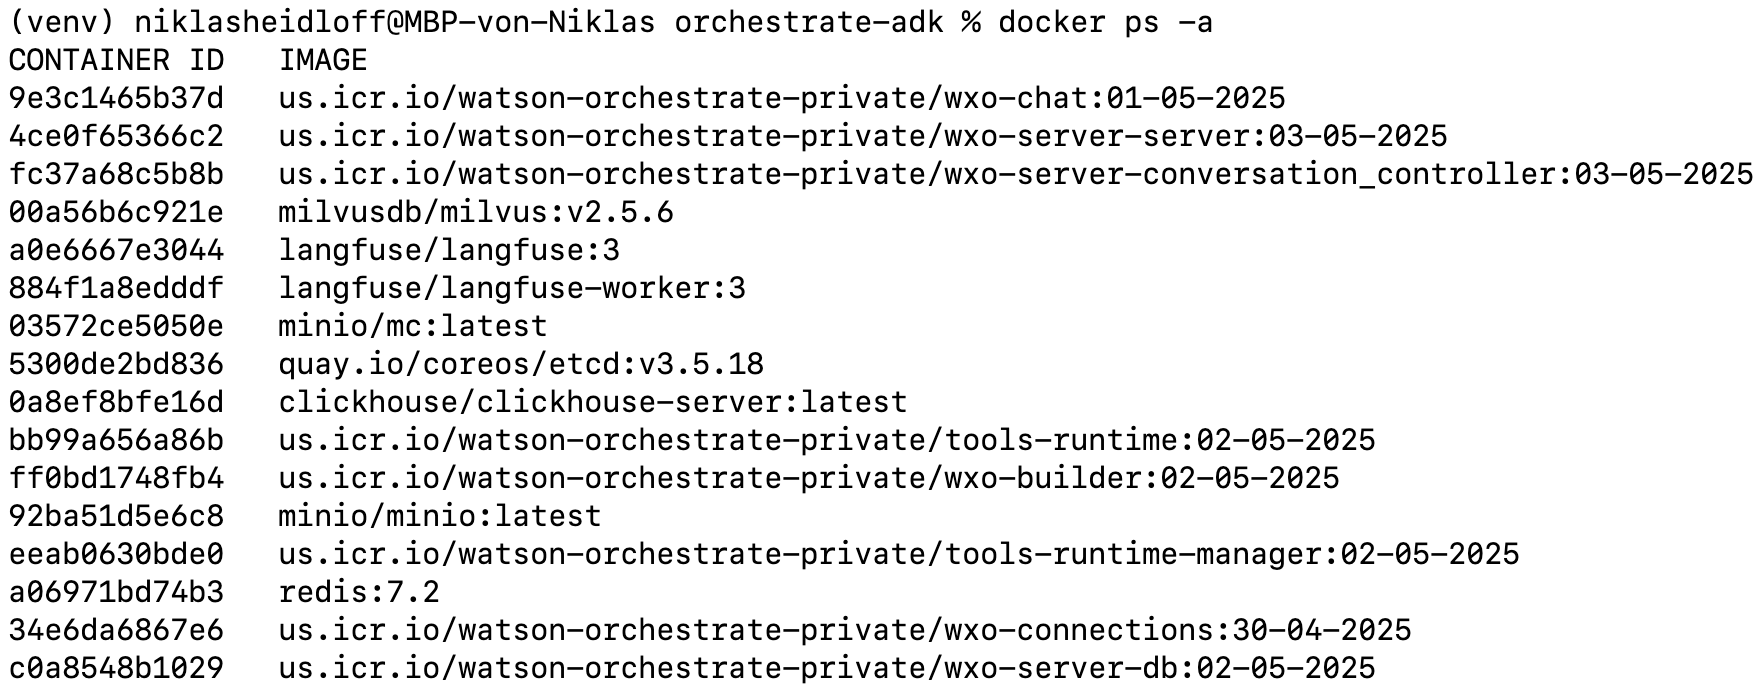 (venv) niklasheidloff@MBP-von-Niklas orchestrate-adk % docker ps -a
CONTAINER ID   IMAGE
9e3c1465b37d   us.icr.io/watson-orchestrate-private/wxo-chat:01-05-2025
4ce0f65366c2   us.icr.io/watson-orchestrate-private/wxo-server-server:03-05-2025
fc37a68c5b8b   us.icr.io/watson-orchestrate-private/wxo-server-conversation_controller:03-05-2025
00a56b6c921e   milvusdb/milvus:v2.5.6
a0e6667e3044   langfuse/langfuse:3
884f1a8edddf   langfuse/langfuse-worker:3
03572ce5050e   minio/mc:latest
5300de2bd836   quay.io/coreos/etcd:v3.5.18
0a8ef8bfe16d   clickhouse/clickhouse-server:latest
bb99a656a86b   us.icr.io/watson-orchestrate-private/tools-runtime:02-05-2025
ff0bd1748fb4   us.icr.io/watson-orchestrate-private/wxo-builder:02-05-2025
92ba51d5e6c8   minio/minio:latest
eeab0630bde0   us.icr.io/watson-orchestrate-private/tools-runtime-manager:02-05-2025
a06971bd74b3   redis:7.2
34e6da6867e6   us.icr.io/watson-orchestrate-private/wxo-connections:30-04-2025
c0a8548b1029   us.icr.io/watson-orchestrate-private/wxo-server-db:02-05-2025